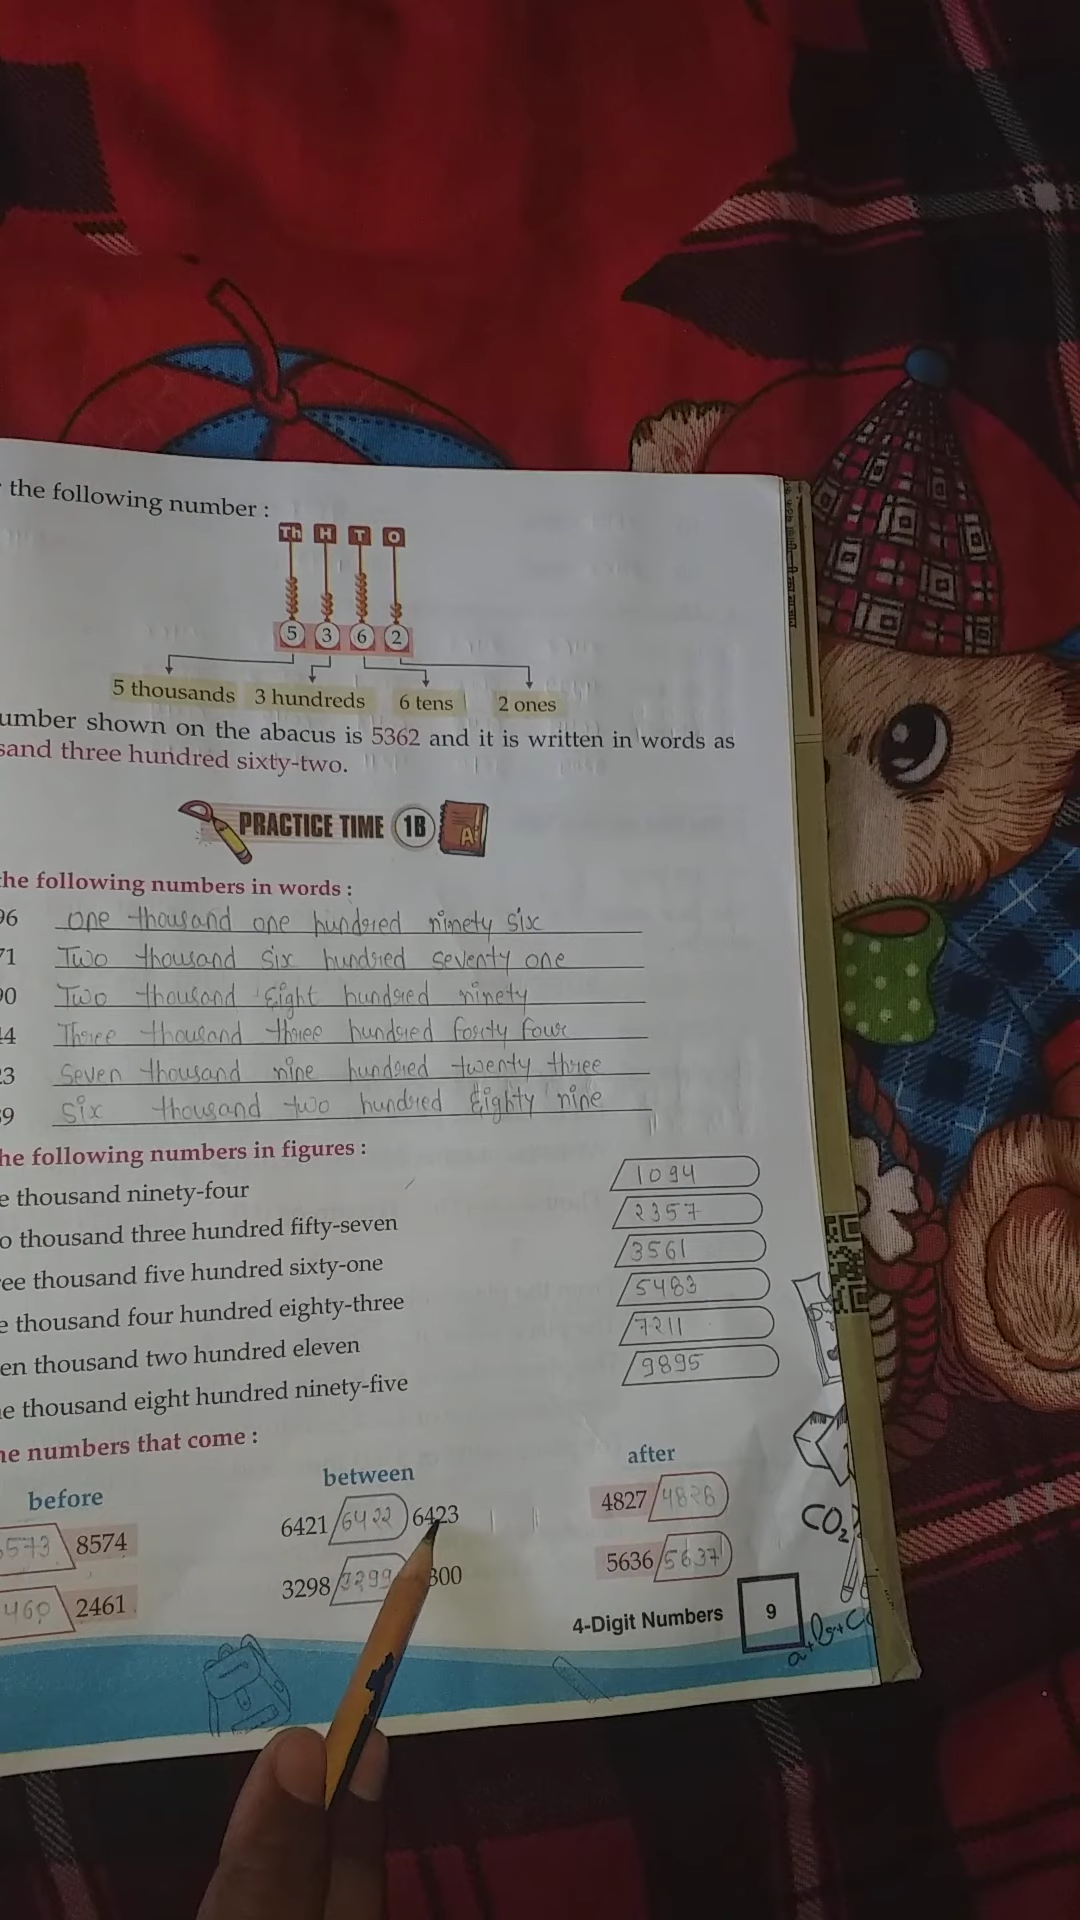 the following number :
Th H T O
5 3 6 2
5 thousands 3 hundreds 6 tens 2 ones
umber shown on the abacus is 5362 and it is written in words as
sand three hundred sixty-two.
PRACTICE TIME 1B
A
he following numbers in words :
96 one thousand one hundred ninety six
71 Two thousand six hundred seventy one
90 Two thousand Eight hundred ninety
44 Three thousand three hundred forty four
23 Seven thousand nine hundred twenty three
89 six thousand two hundred Eighty nine
he following numbers in figures :
e thousand ninety-four 1094
o thousand three hundred fifty-seven 2357
ree thousand five hundred sixty-one 3561
e thousand four hundred eighty-three 5483
en thousand two hundred eleven 7211
e thousand eight hundred ninety-five 9895
he numbers that come :
before between after
573 8574 6421 6422 6423 4827 4828
460 2461 3298 3299 300 5636 5637
4-Digit Numbers 9
CO2
a+b+c